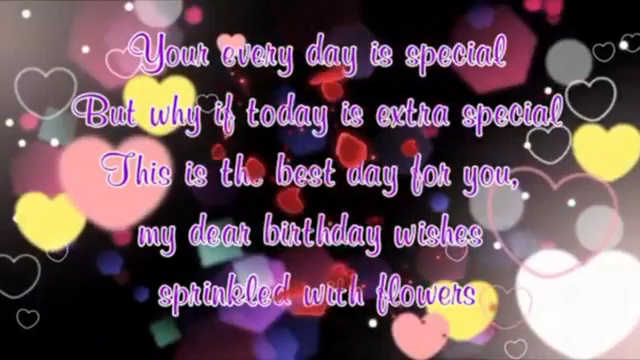 Your every day is special
But why if today is extra special
This is the best day for you,
my dear birthday wishes
sprinkled with flowers